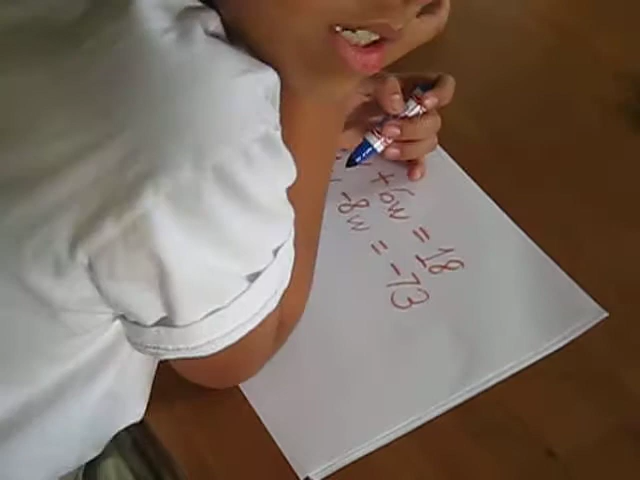 +6w = 18
-8w = -73